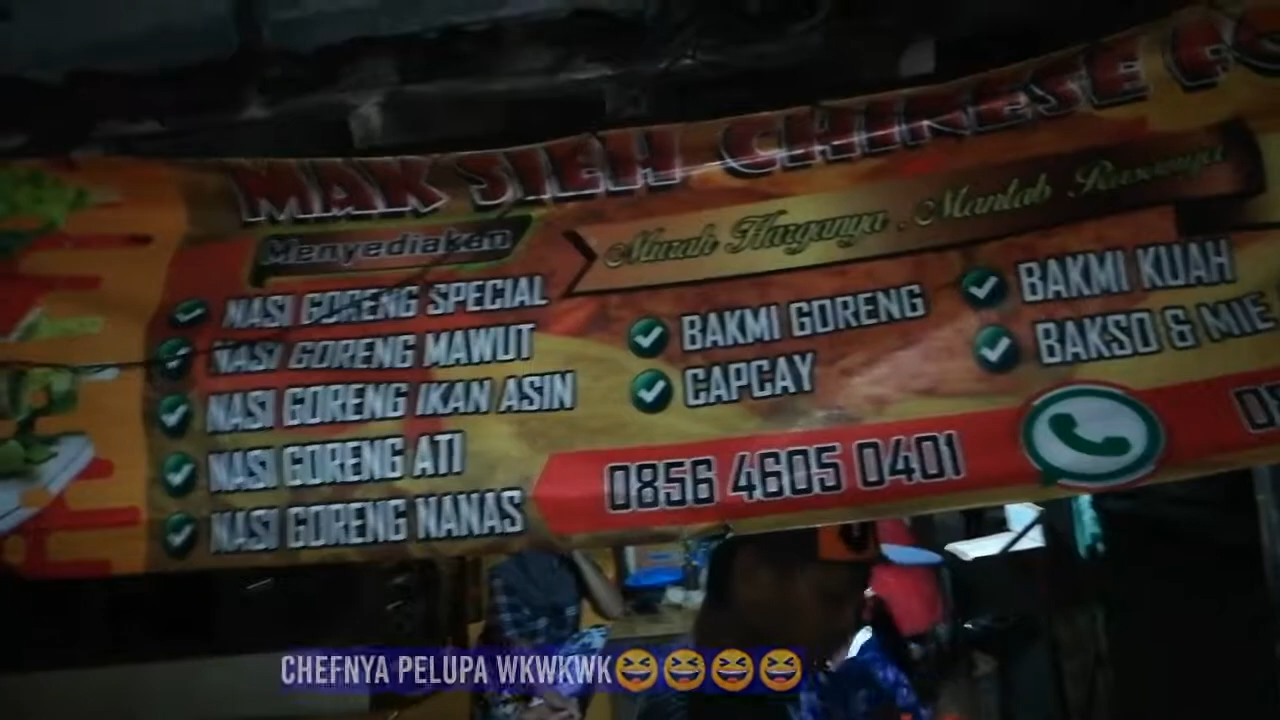 MAK SIEH CHINESE FO
Menyediakan
Murah Harganya . Mantab Rasanya
NASI GORENG SPECIAL
NASI GORENG MAWUT
NASI GORENG IKAN ASIN
NASI GORENG ATI
NASI GORENG NANAS
BAKMI GORENG
CAPCAY
BAKMI KUAH
BAKSO & MIE
0856 4605 0401
CHEFNYA PELUPA WKWKWK😆😆😆😆